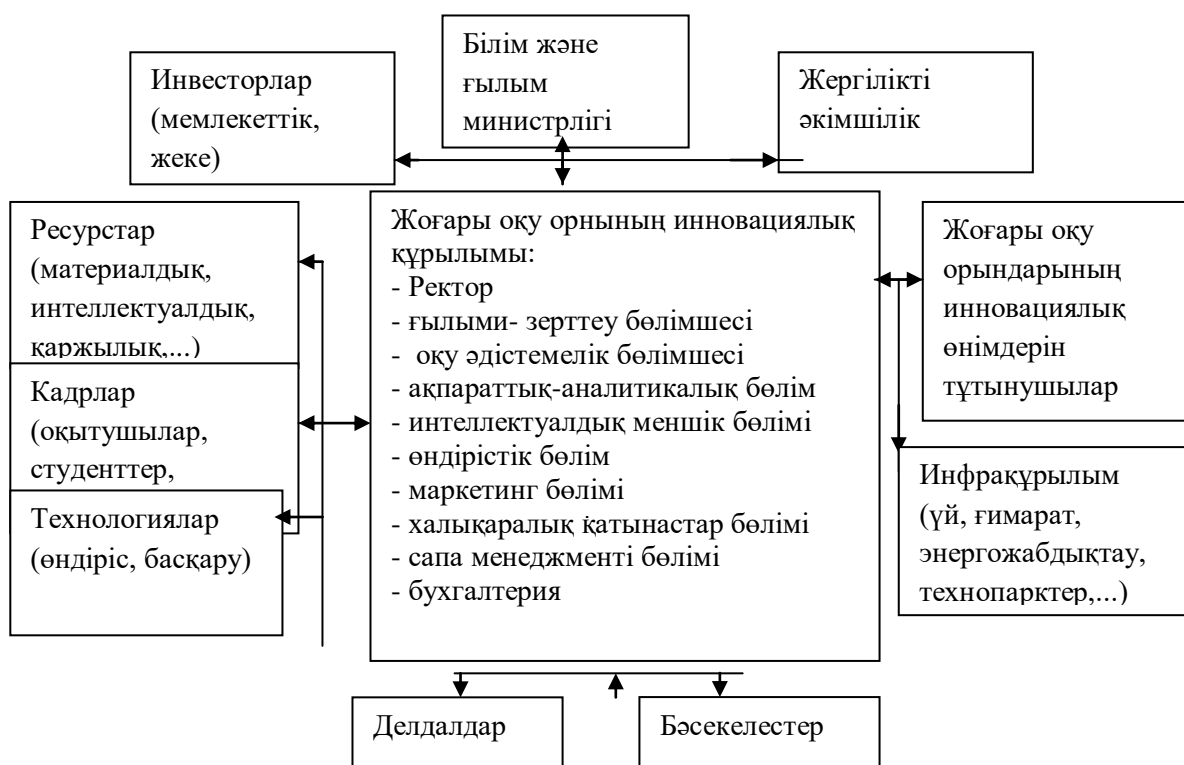 Білім және
ғылым
министрлігі
Инвесторлар
(мемлекеттік,
жеке)
Жергілікті
әкімшілік
Ресурстар
(материалдық,
интеллектуалдық,
қаржылық,...)
Кадрлар
(оқытушылар,
студенттер,
Технологиялар
(өндіріс, басқару)
Жоғары оқу орнының инновациялық
құрылымы:
- Ректор
- ғылыми- зерттеу бөлімшесі
- оқу әдістемелік бөлімшесі
- ақпараттық-аналитикалық бөлім
- интеллектуалдық меншік бөлімі
- өндірістік бөлім
- маркетинг бөлімі
- халықаралық қатынастар бөлімі
- сапа менеджменті бөлімі
- бухгалтерия
Жоғары оқу
орындарының
инновациялық
өнімдерін
тұтынушылар
Инфрақұрылым
(үй, ғимарат,
энергожабдықтау,
технопарктер,...)
Делдалдар
Бәсекелестер